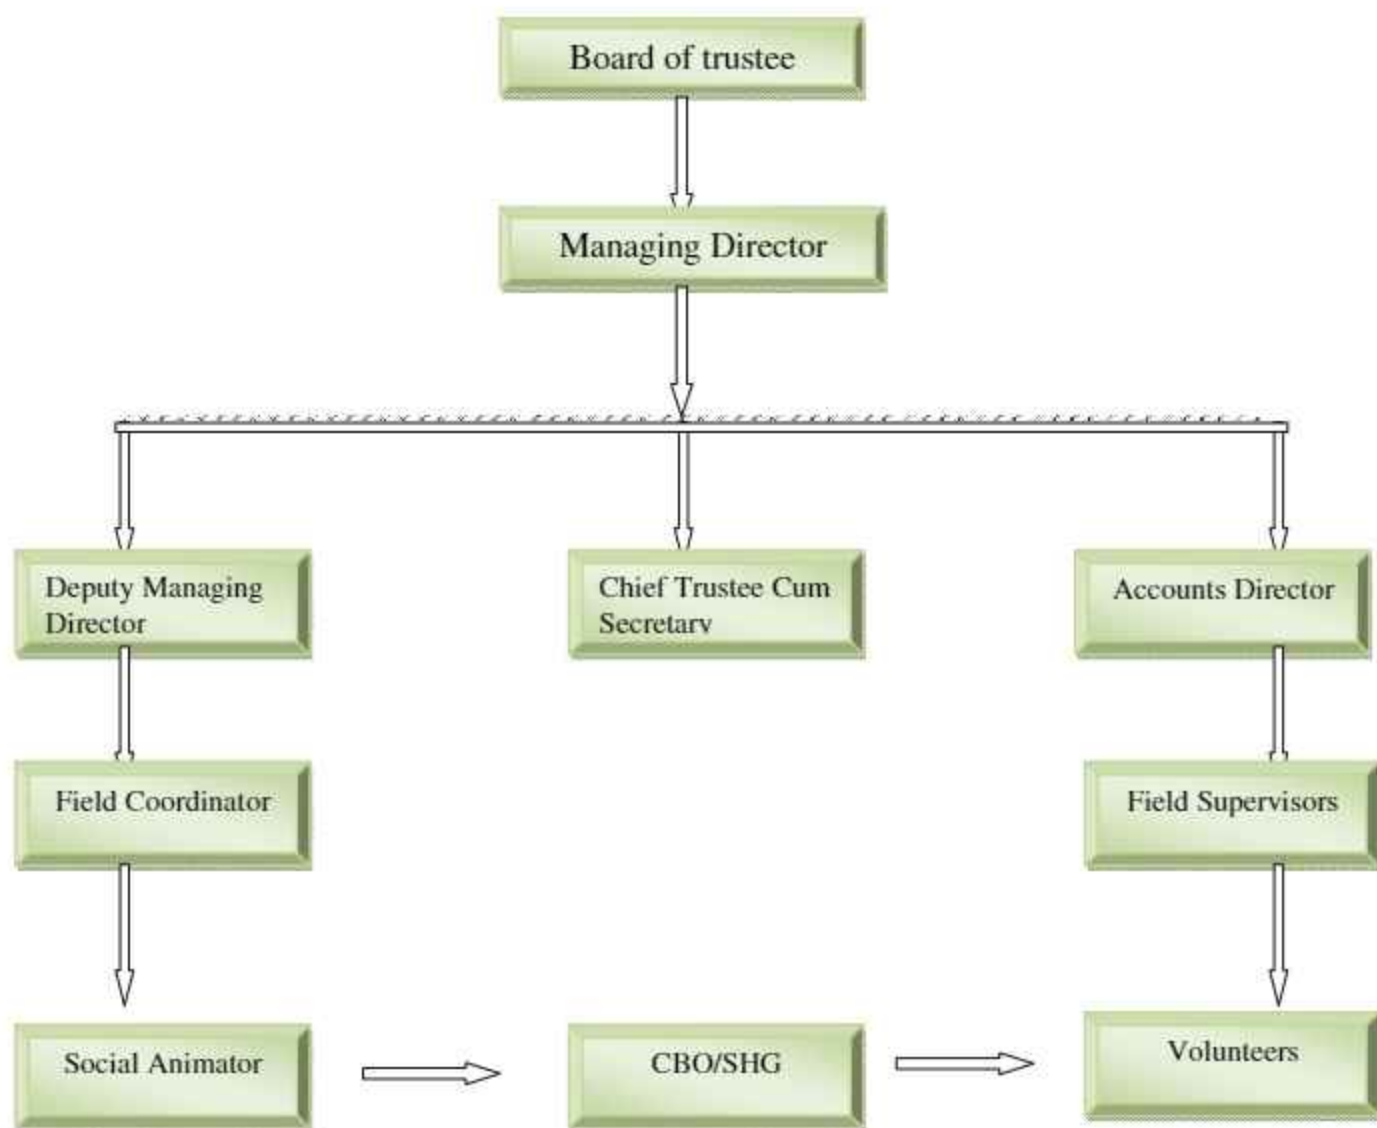 Board of trustee
Managing Director
Deputy Managing
Director
Chief Trustee Cum
Secretary
Accounts Director
Field Coordinator
Field Supervisors
Social Animator
CBO/SHG
Volunteers